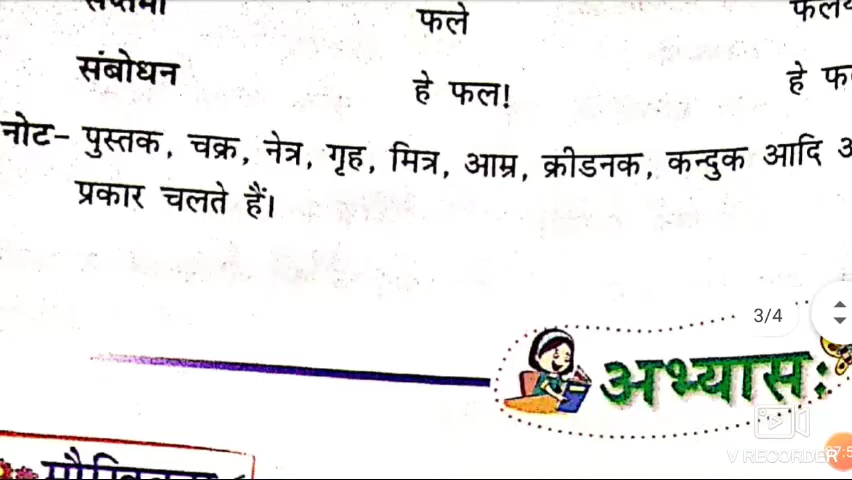 फले
संबोधन हे फल! हे
नोट– पुस्तक, चक्र, नेत्र, गृह, मित्र, आम्र, क्रीडनक, कन्दुक आदि
प्रकार चलते हैं।
3/4
अभ्यासः
V RECORDER